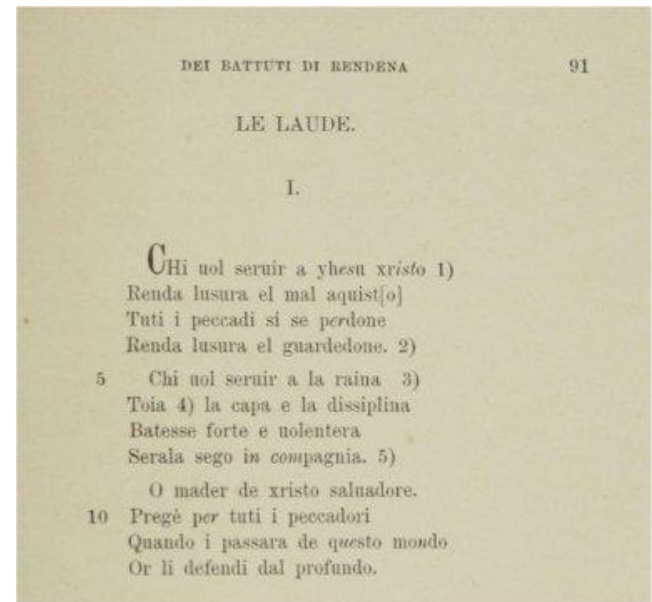 DEI BATTUTI DI RENDENA 91
LE LAUDE.
I.
CHi uol seruir a yhesu xristo 1)
Renda lusura el mal aquist[o]
Tuti i peccadi si se perdone
Renda lusura el guardedone. 2)
5 Chi uol seruir a la raina 3)
Toia 4) la capa e la dissiplina
Batesse forte e uolentera
Serala sego in compagnia. 5)
O mader de xristo saluadore.
10 Pregè per tuti i peccadori
Quando i passara de questo mondo
Or li defendi dal profundo.